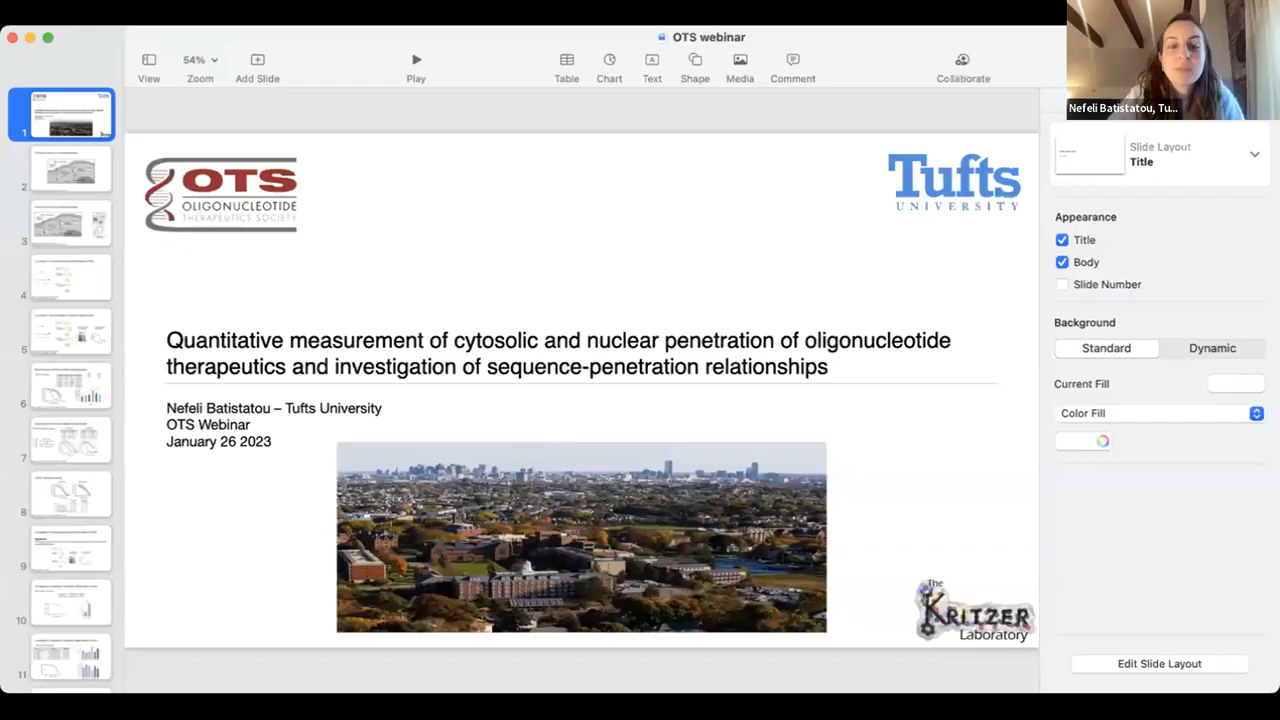 OTS webinar
View
54%
Zoom
Add Slide
Play
Table
Chart
Text
Shape
Media
Comment
Collaborate
Nefeli Batistatou, Tu...
1
2
3
4
5
6
7
8
9
10
11
OTS
OLIGONUCLEOTIDE
THERAPEUTICS SOCIETY
Tufts
UNIVERSITY
Quantitative measurement of cytosolic and nuclear penetration of oligonucleotide
therapeutics and investigation of sequence-penetration relationships
Nefeli Batistatou – Tufts University
OTS Webinar
January 26 2023
The
KRITZER
Laboratory
Slide Layout
Title
Appearance
Title
Body
Slide Number
Background
Standard
Dynamic
Current Fill
Color Fill
Edit Slide Layout